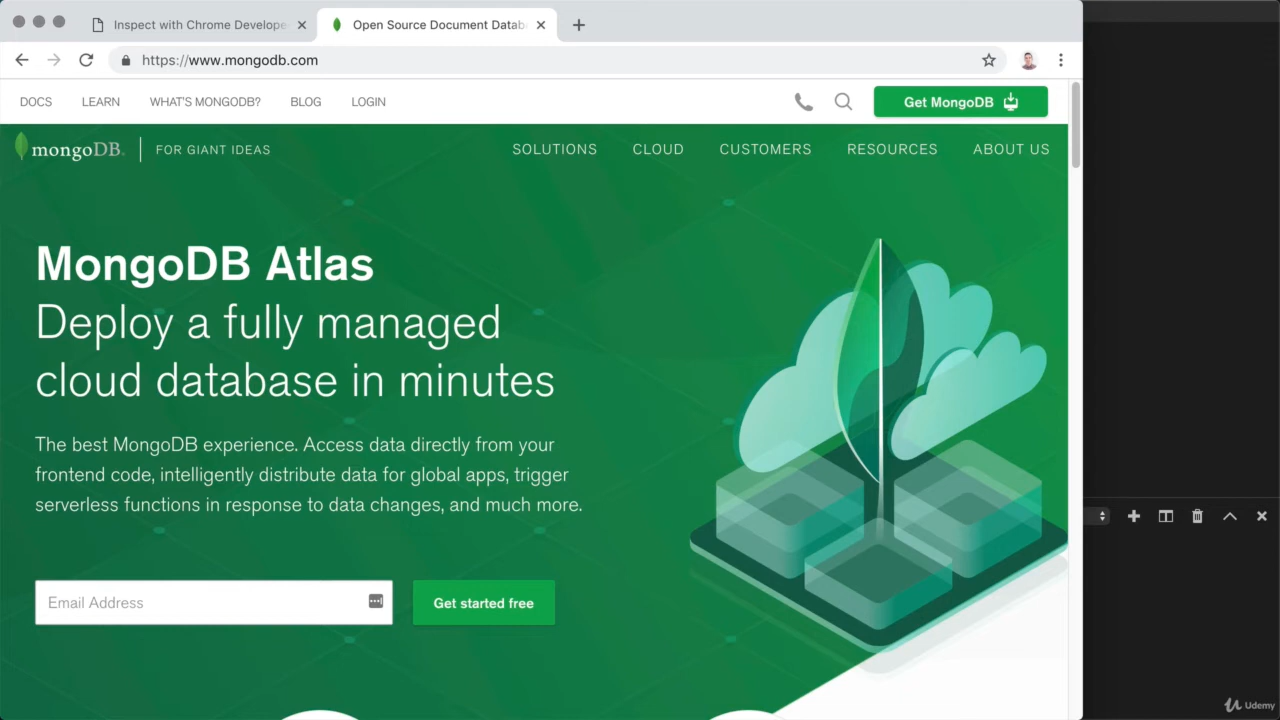 Inspect with Chrome Develope
Open Source Document Datab
https://www.mongodb.com
DOCS LEARN WHAT'S MONGODB? BLOG LOGIN
Get MongoDB
mongoDB. FOR GIANT IDEAS
SOLUTIONS CLOUD CUSTOMERS RESOURCES ABOUT US
MongoDB Atlas
Deploy a fully managed
cloud database in minutes
The best MongoDB experience. Access data directly from your
frontend code, intelligently distribute data for global apps, trigger
serverless functions in response to data changes, and much more.
Email Address
Get started free
Udemy